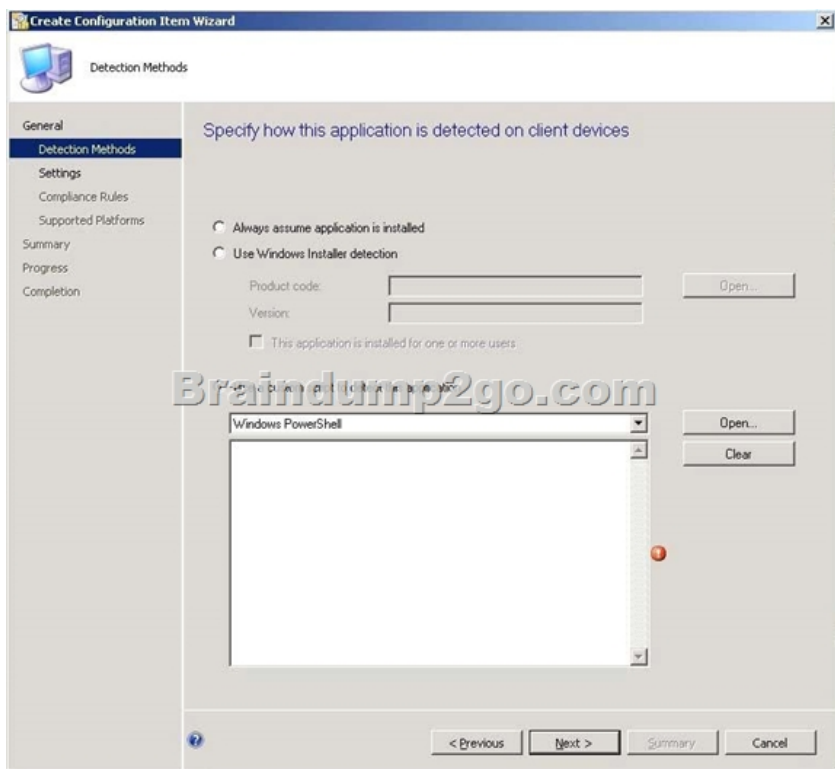 Create Configuration Item Wizard
Detection Methods
General
Detection Methods
Settings
Compliance Rules
Supported Platforms
Summary
Progress
Completion
Specify how this application is detected on client devices
Always assume application is installed
Use Windows Installer detection
Product code:
Open...
Version:
This application is installed for one or more users
Braindump2go.com
Windows PowerShell
Open...
Clear
< Previous
Next >
Summary
Cancel